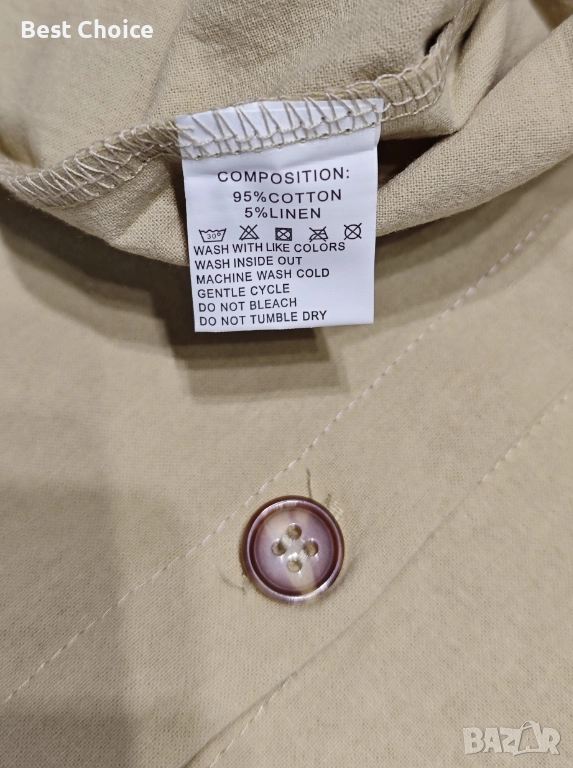 Best Choice
COMPOSITION:
95%COTTON
5%LINEN
30°
WASH WITH LIKE COLORS
WASH INSIDE OUT
MACHINE WASH COLD
GENTLE CYCLE
DO NOT BLEACH
DO NOT TUMBLE DRY
BAZAR